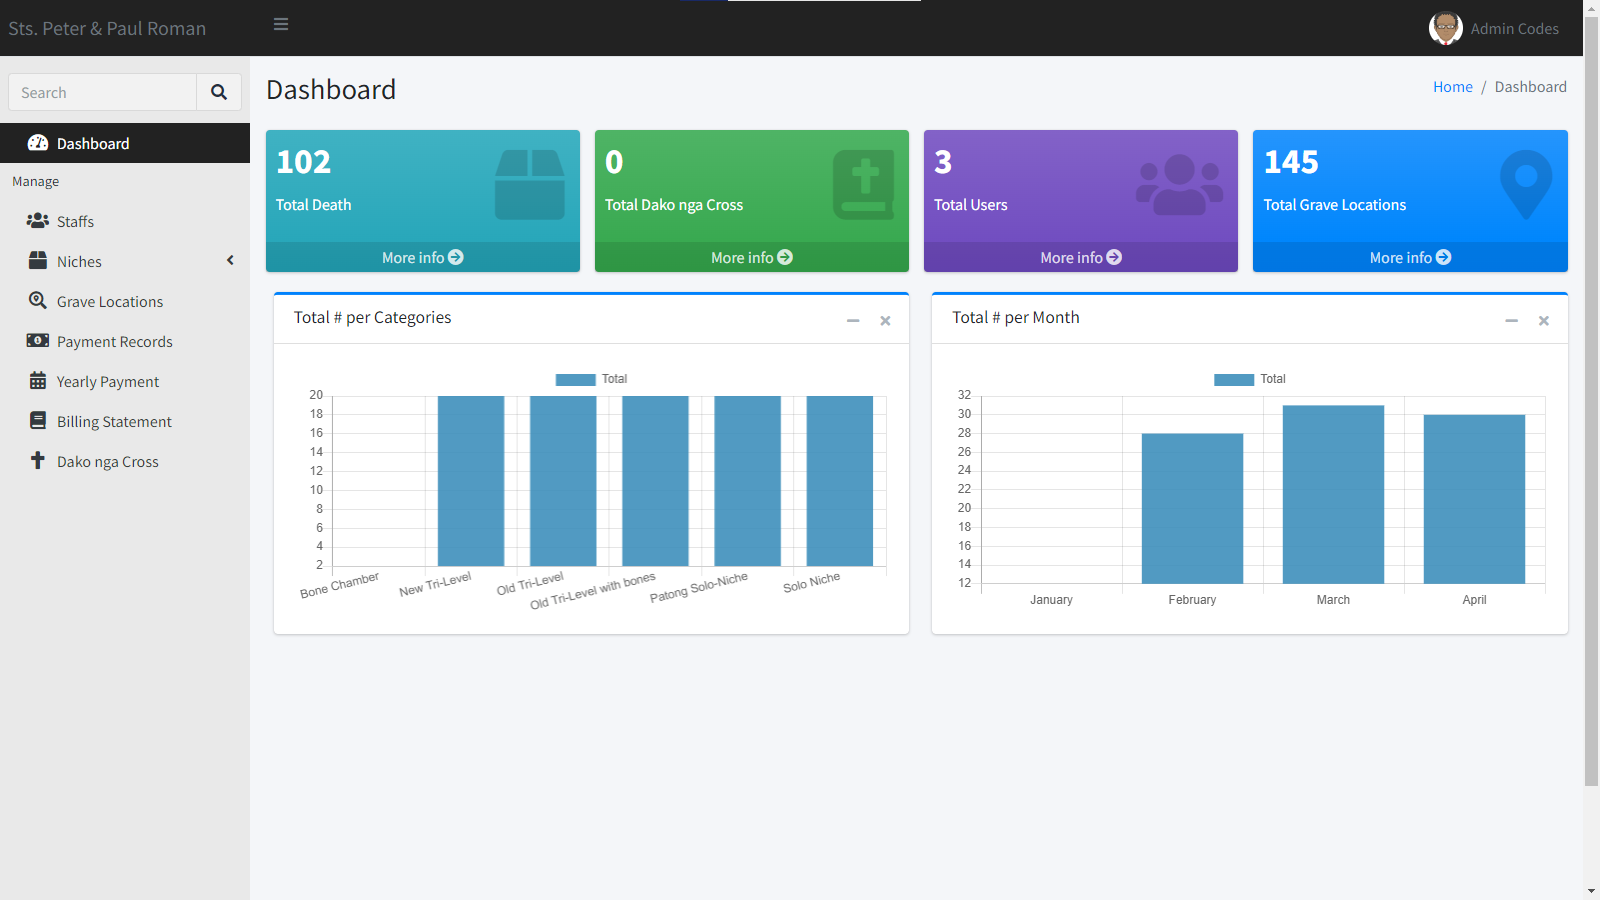 Sts. Peter & Paul Roman
Admin Codes
Search
Dashboard
Manage
Staffs
Niches
Grave Locations
Payment Records
Yearly Payment
Billing Statement
Dako nga Cross
Dashboard
Home / Dashboard
102
Total Death
More info
0
Total Dako nga Cross
More info
3
Total Users
More info
145
Total Grave Locations
More info
Total # per Categories
Total
20
18
16
14
12
10
8
6
4
2
Bone Chamber
New Tri-Level
Old Tri-Level
Old Tri-Level with bones
Patong Solo-Niche
Solo Niche
Total # per Month
Total
32
30
28
26
24
22
20
18
16
14
12
January
February
March
April